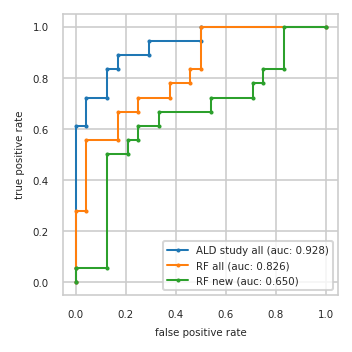 true positive rate
1.0
0.8
0.6
0.4
0.2
0.0
ALD study all (auc: 0.928)
RF all (auc: 0.826)
RF new (auc: 0.650)
0.0 0.2 0.4 0.6 0.8 1.0
false positive rate